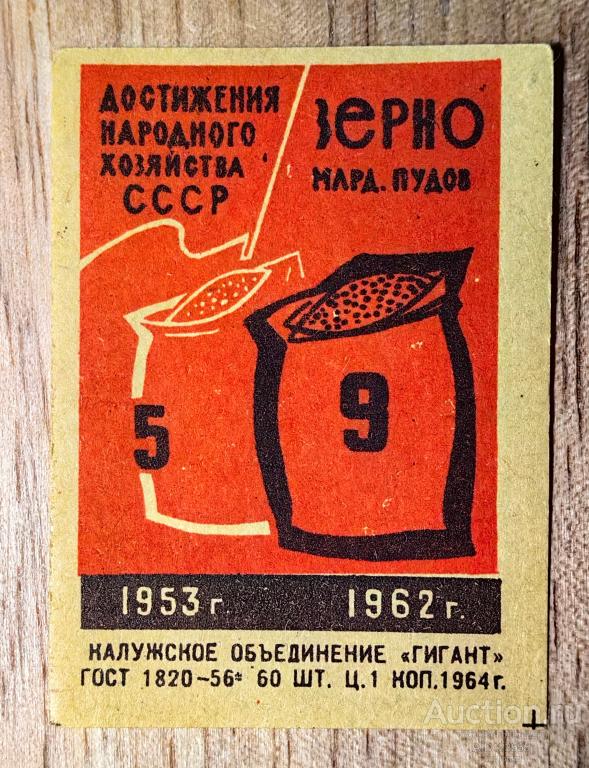 ДОСТИЖЕНИЯ
НАРОДНОГО
ХОЗЯЙСТВА
СССР
ЗЕРНО
МЛРД. ПУДОВ
5
9
1953 г.
1962 г.
КАЛУЖСКОЕ ОБЪЕДИНЕНИЕ «ГИГАНТ»
ГОСТ 1820-56* 60 ШТ. Ц. 1 КОП. 1964 г.
Auction.ru